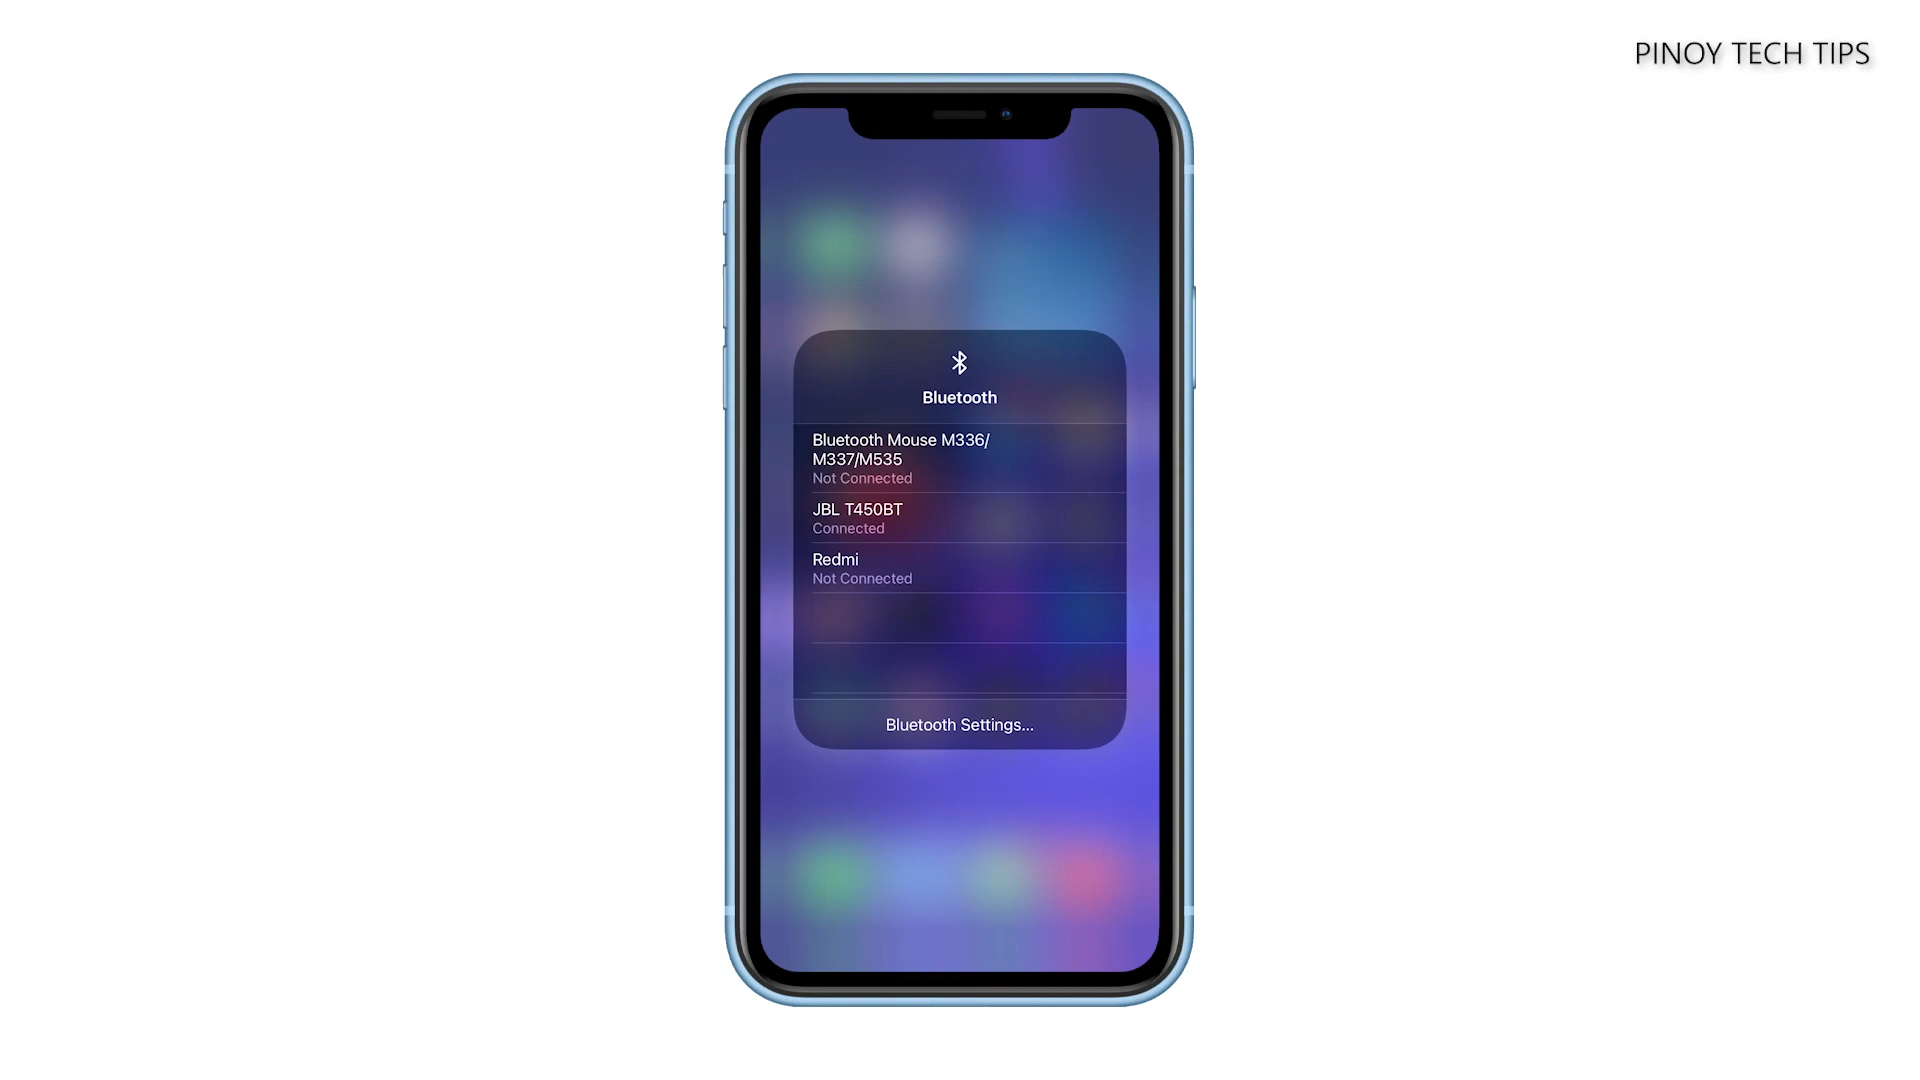 PINOY TECH TIPS
Bluetooth
Bluetooth Mouse M336/
M337/M535
Not Connected
JBL T450BT
Connected
Redmi
Not Connected
Bluetooth Settings...